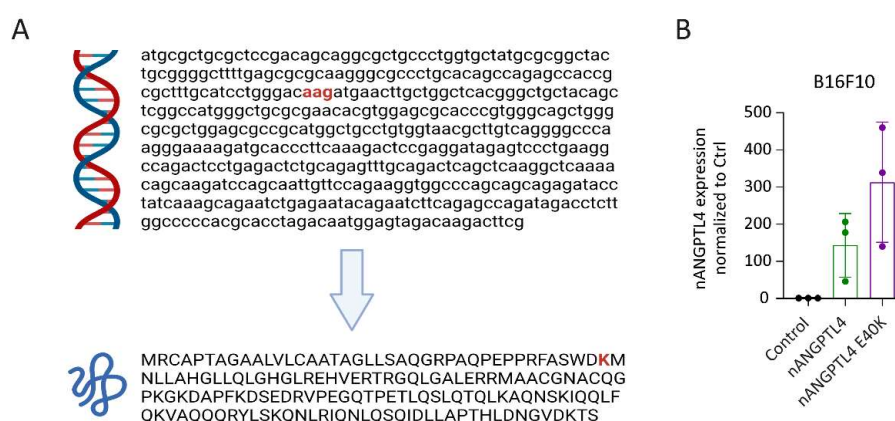 A
atgcgctgcgctccgacagcaggcgctgccctggtgctatgcgcggctac
tgcggggcttttgagcgcgcaagggcgccctgcacagccagagccaccg
cgctttgcatcctgggacaagatgaacttgctggctcacgggctgctacagc
tcggccatgggctgcgcgaacacgtggagcgcacccgtgggcagctggg
cgcgctggagcgccgcatggctgcctgtggtaacgcttgtcaggggccca
agggaaaagatgcacccttcaaagactccgaggatagagtccctgaagg
ccagactcctgagactctgcagagtttgcagactcagctcaaggctcaaaa
cagcaagatccagcaattgttccagaaggtggcccagcagcagagatacc
tatcaaagcagaatctgagaatacagaatcttcagagccagatagacctctt
ggcccccacgcacctagacaatggagtagacaagacttcg
MRCAPTAGAALVLCAATAGLLSAQGRPAQPEPPRFASWDKM
NLLAHGLLQLGHGLREHVERTRGQLGALERRMAACGNACQG
PKGKDAPFKDSEDRVPEGQTPETLQSLQTQLKAQNSKIQQLF
QKVAQQQRYLSKQNLRIQNLQSQIDLLAPTHLDNGVDKTS
B
B16F10
nANGPTL4 expression
normalized to Ctrl
500
400
300
200
100
0
Control
nANGPTL4
nANGPTL4 E40K